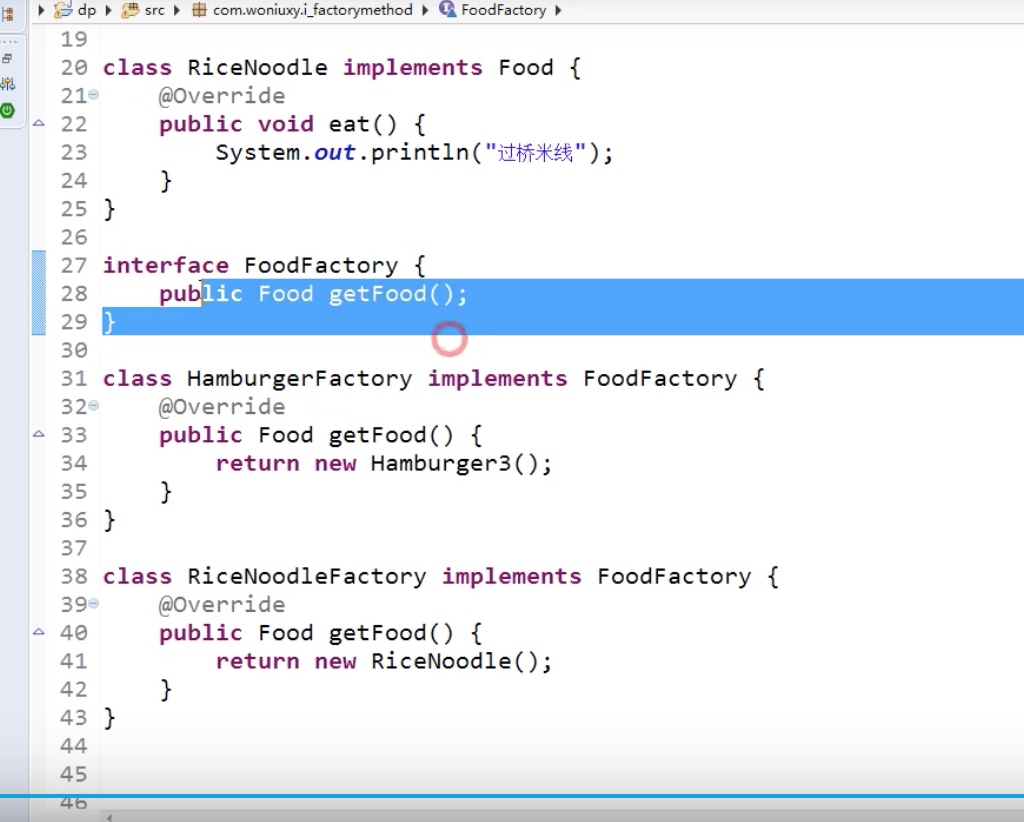 dp src com.woniuxy.i_factorymethod FoodFactory
19
20 class RiceNoodle implements Food {
21 @Override
22 public void eat() {
23 System.out.println("过桥米线");
24 }
25 }
26
27 interface FoodFactory {
28 public Food getFood();
29 }
30
31 class HamburgerFactory implements FoodFactory {
32 @Override
33 public Food getFood() {
34 return new Hamburger3();
35 }
36 }
37
38 class RiceNoodleFactory implements FoodFactory {
39 @Override
40 public Food getFood() {
41 return new RiceNoodle();
42 }
43 }
44
45
46